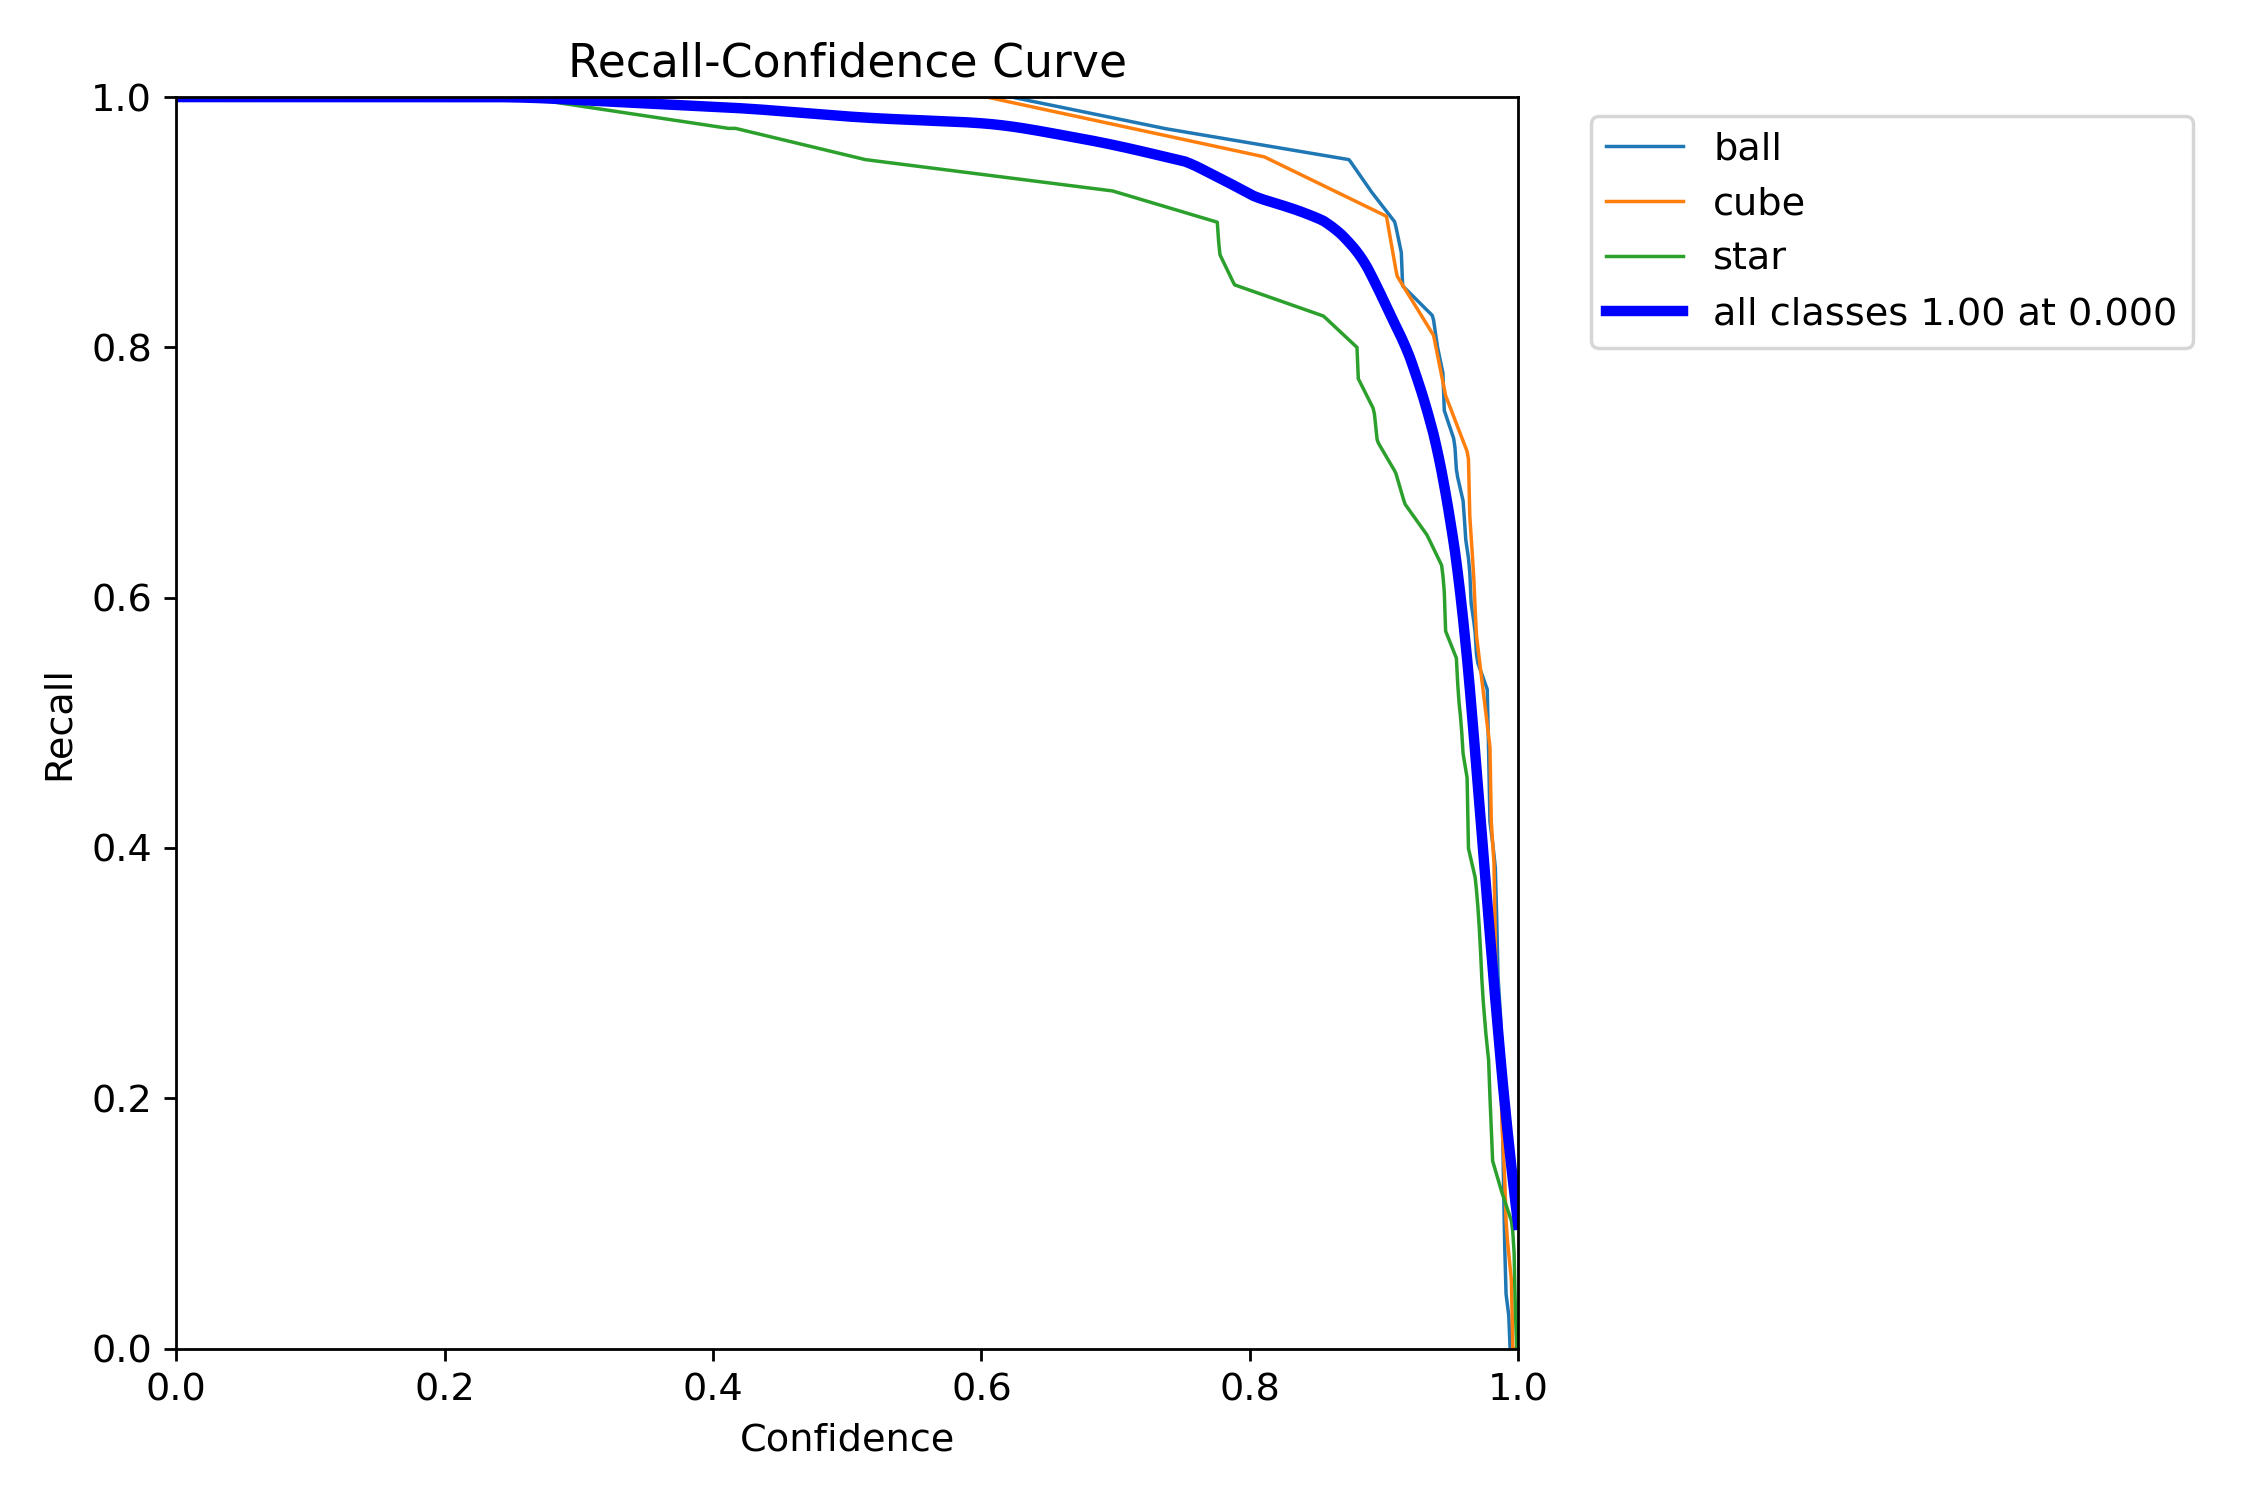 Recall-Confidence Curve
1.0
0.8
0.6
0.4
0.2
0.0
Recall
0.0 0.2 0.4 0.6 0.8 1.0
Confidence
ball
cube
star
all classes 1.00 at 0.000